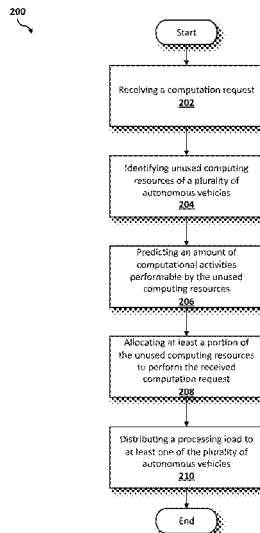 200
Start
Receiving a computation request
202
Identifying unused computing
resources of a plurality of
autonomous vehicles
204
Predicting an amount of
computational activities
performable by the unused
computing resources
206
Allocating at least a portion of
the unused computing resources
to perform the received
computation request
208
Distributing a processing load to
at least one of the plurality of
autonomous vehicles
210
End